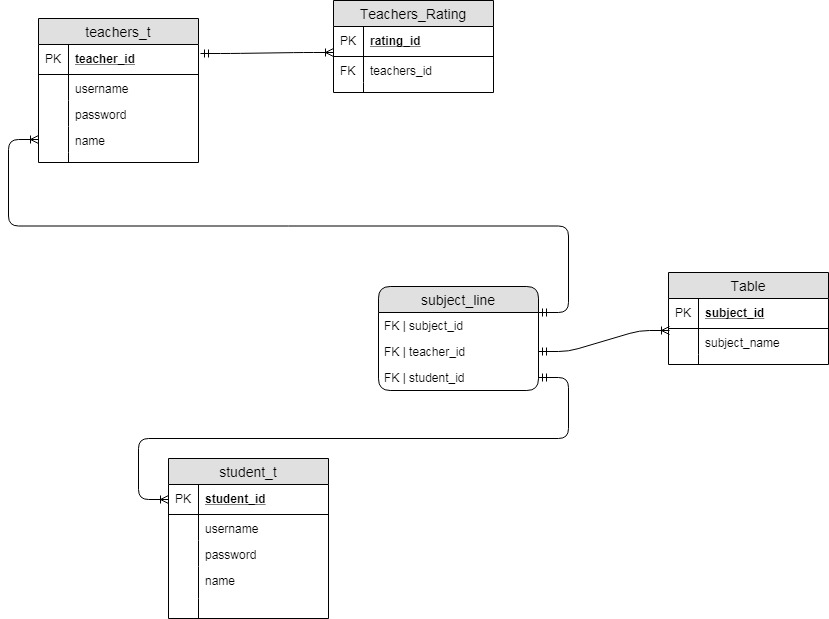 teachers_t
PK teacher_id
username
password
name
Teachers_Rating
PK rating_id
FK teachers_id
subject_line
FK | subject_id
FK | teacher_id
FK | student_id
Table
PK subject_id
subject_name
student_t
PK student_id
username
password
name